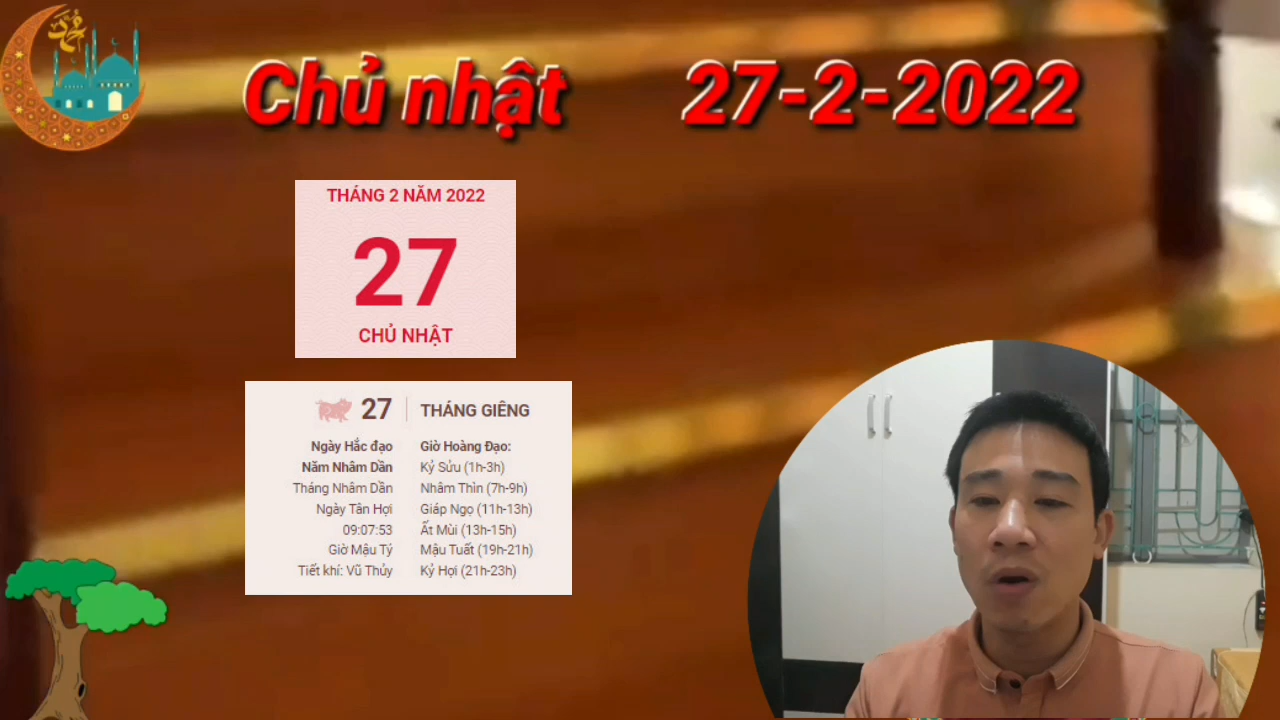 Chủ nhật 27-2-2022
THÁNG 2 NĂM 2022
27
CHỦ NHẬT
27 THÁNG GIÊNG
Ngày Hắc đạo
Năm Nhâm Dần
Tháng Nhâm Dần
Ngày Tân Hợi
09:07:53
Giờ Mậu Tý
Tiết khí: Vũ Thủy
Giờ Hoàng Đạo:
Kỷ Sửu (1h-3h)
Nhâm Thìn (7h-9h)
Giáp Ngọ (11h-13h)
Ất Mùi (13h-15h)
Mậu Tuất (19h-21h)
Kỷ Hợi (21h-23h)